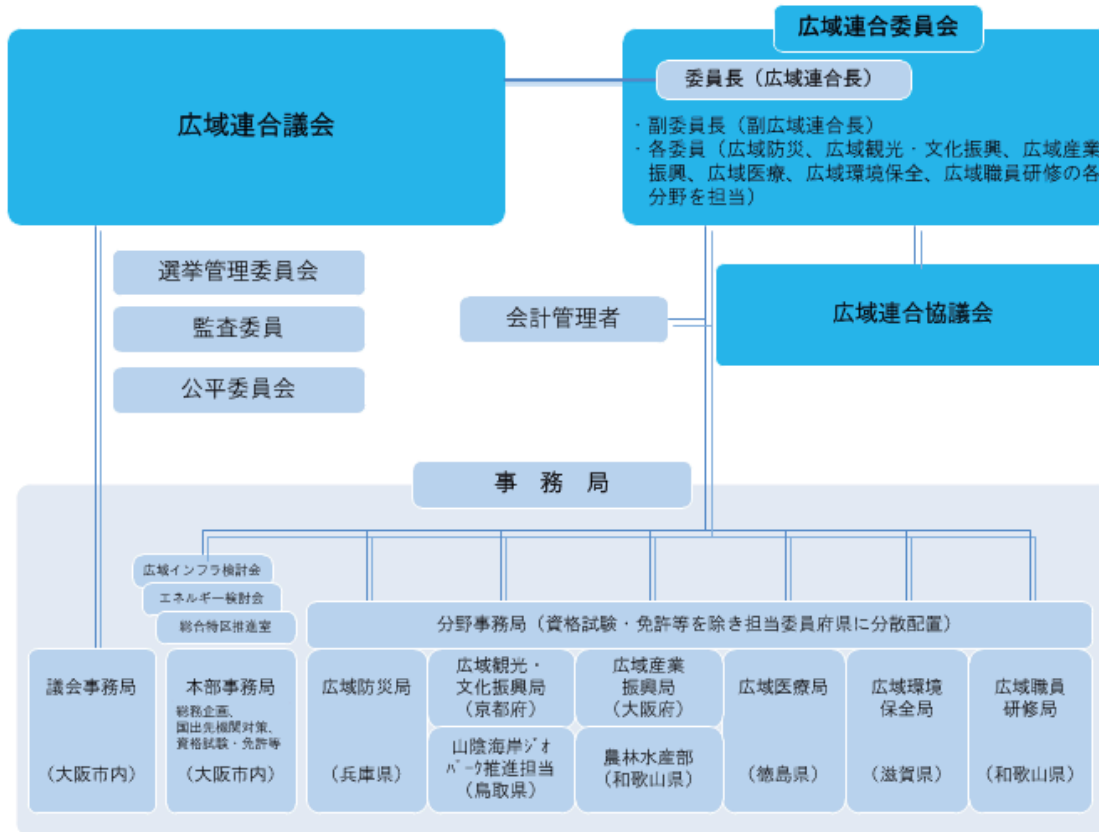 広域連合議会
広域連合委員会
委員長（広域連合長）
・副委員長（副広域連合長）
・各委員（広域防災、広域観光・文化振興、広域産業
振興、広域医療、広域環境保全、広域職員研修の各
分野を担当）
選挙管理委員会
監査委員
公平委員会
会計管理者
広域連合協議会
事　務　局
広域インフラ検討会
エネルギー検討会
総合特区推進室
分野事務局（資格試験・免許等を除き担当委員府県に分散配置）
議会事務局
（大阪市内）
本部事務局
総務企画、
国出先機関対策、
資格試験・免許等
（大阪市内）
広域防災局
（兵庫県）
広域観光・
文化振興局
（京都府）
山陰海岸ｼﾞｵ
ﾊﾟｰｸ推進担当
（鳥取県）
広域産業
振興局
（大阪府）
農林水産部
（和歌山県）
広域医療局
（徳島県）
広域環境
保全局
（滋賀県）
広域職員
研修局
（和歌山県）